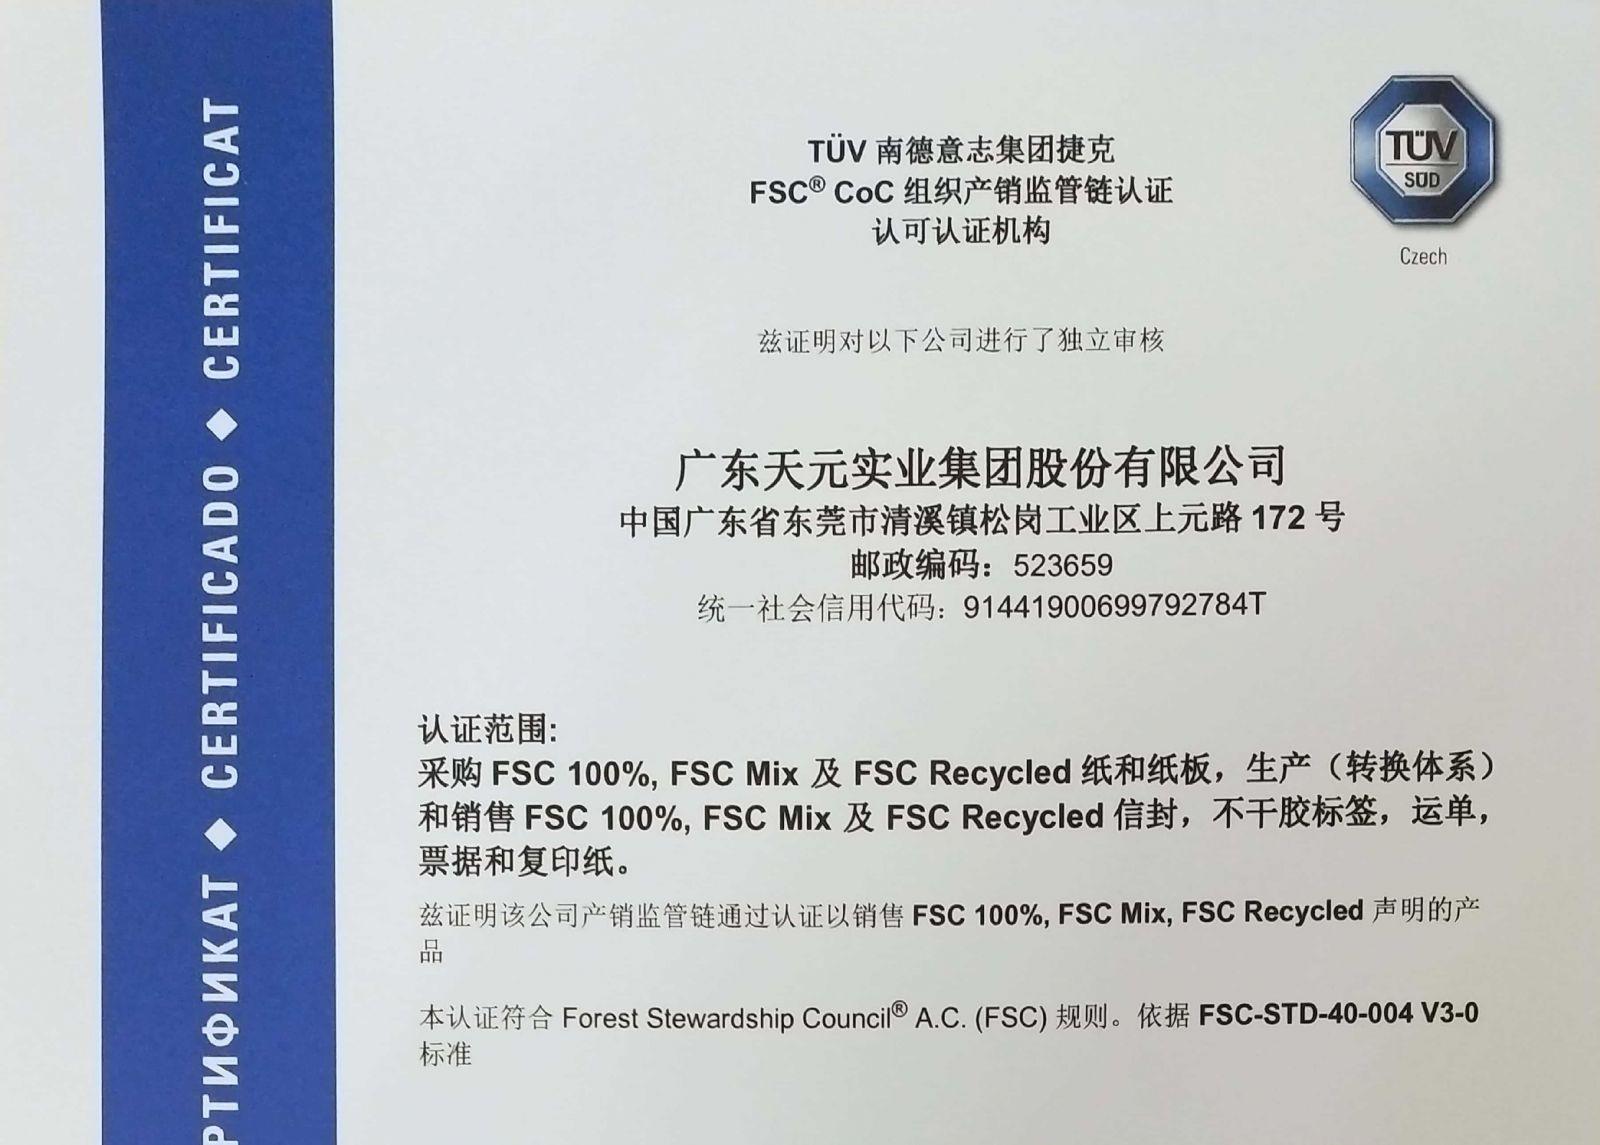 TÜV 南德意志集团捷克
FSC® CoC 组织产销监管链认证
认可认证机构
TÜV
SÜD
Czech
兹证明对以下公司进行了独立审核
广东天元实业集团股份有限公司
中国广东省东莞市清溪镇松岗工业区上元路 172 号
邮政编码：523659
统一社会信用代码：91441900699792784T
认证范围:
采购 FSC 100%, FSC Mix 及 FSC Recycled 纸和纸板，生产（转换体系）
和销售 FSC 100%, FSC Mix 及 FSC Recycled 信封，不干胶标签，运单，
票据和复印纸。
兹证明该公司产销监管链通过认证以销售 FSC 100%, FSC Mix, FSC Recycled 声明的产
品
本认证符合 Forest Stewardship Council® A.C. (FSC) 规则。依据 FSC-STD-40-004 V3-0
标准
РТИФИКАТ ◆ CERTIFICADO ◆ CERTIFICAT